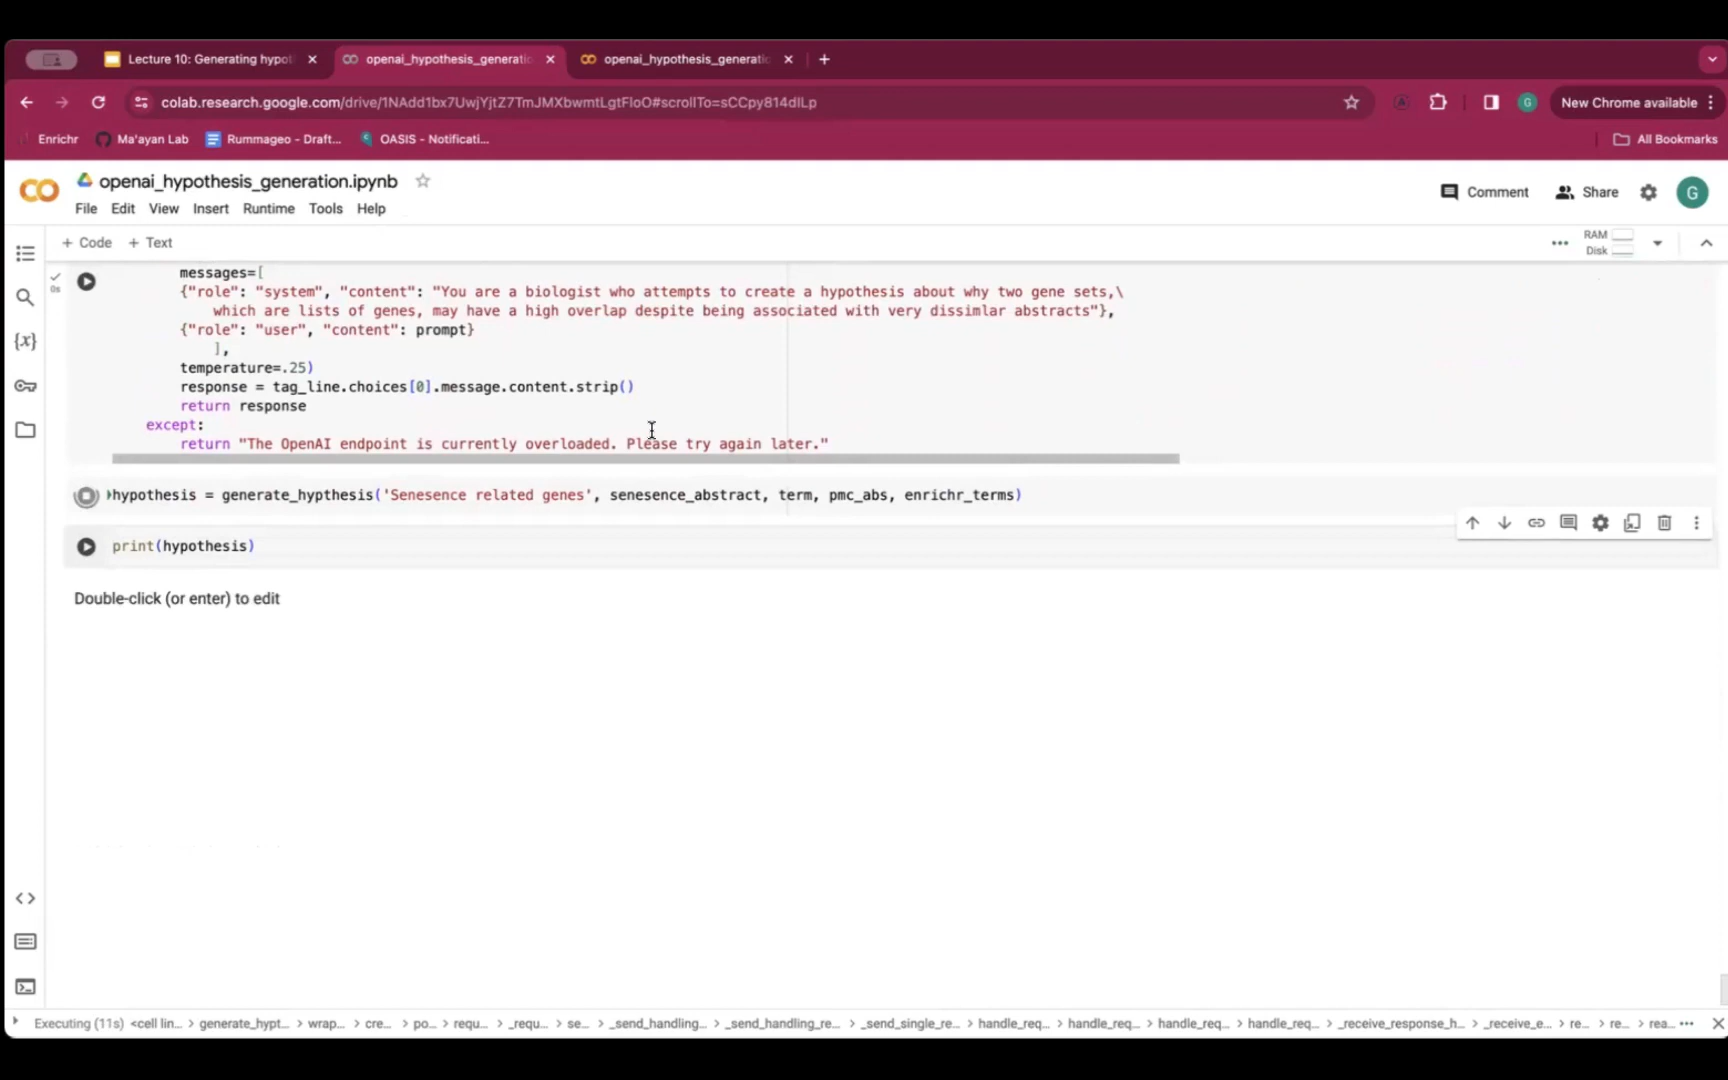 Lecture 10: Generating hypot
openai_hypothesis_generati
openai_hypothesis_generati
colab.research.google.com/drive/1NAdd1bx7UwjYjtZ7TmJMXbwmtLgtFIoO#scrollTo=sCCpy814dlLp
G
New Chrome available
Enrichr
Ma'ayan Lab
Rummageo - Draft...
OASIS - Notificati...
All Bookmarks
openai_hypothesis_generation.ipynb
Comment
Share
G
File Edit View Insert Runtime Tools Help
+ Code + Text
RAM
Disk
0s
messages=[
{"role": "system", "content": "You are a biologist who attempts to create a hypothesis about why two gene sets,\
which are lists of genes, may have a high overlap despite being associated with very dissimlar abstracts"},
{"role": "user", "content": prompt}
],
temperature=.25)
response = tag_line.choices[0].message.content.strip()
return response
except:
return "The OpenAI endpoint is currently overloaded. Please try again later."
hypothesis = generate_hypthesis('Senesence related genes', senesence_abstract, term, pmc_abs, enrichr_terms)
print(hypothesis)
Double-click (or enter) to edit
Executing (11s) <cell lin... > generate_hypt... > wrap... > cre... > po... > requ... > _requ... > se... > _send_handling... > _send_handling_re... > _send_single_re... > handle_req... > handle_req... > handle_req... > handle_req... > _receive_response_h... > _receive_e... > re... > re... > rea...